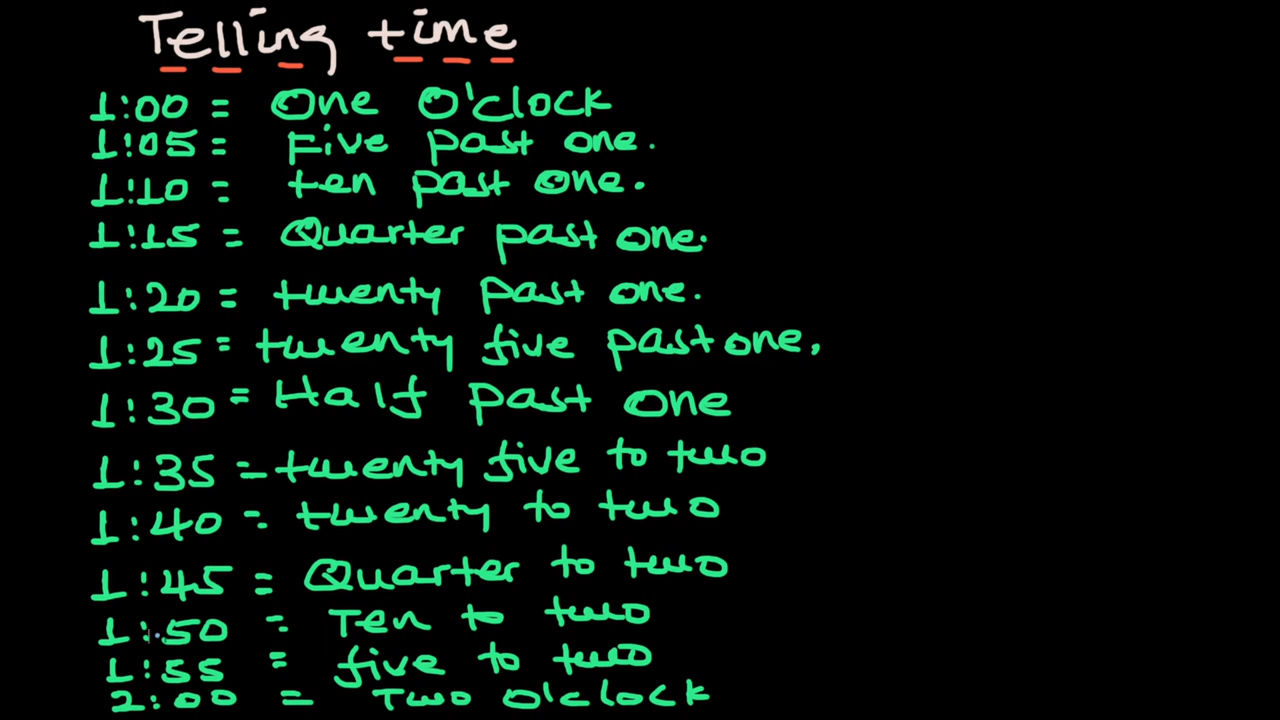 Telling time
1:00 = One O'clock
1:05 = Five past one.
1:10 = ten past one.
1:15 = Quarter past one.
1:20 = twenty past one.
1:25 = twenty five past one.
1:30 = Half past one
1:35 = twenty five to two
1:40 = twenty to two
1:45 = Quarter to two
1:50 = Ten to two
1:55 = five to two
2:00 = Two o'clock